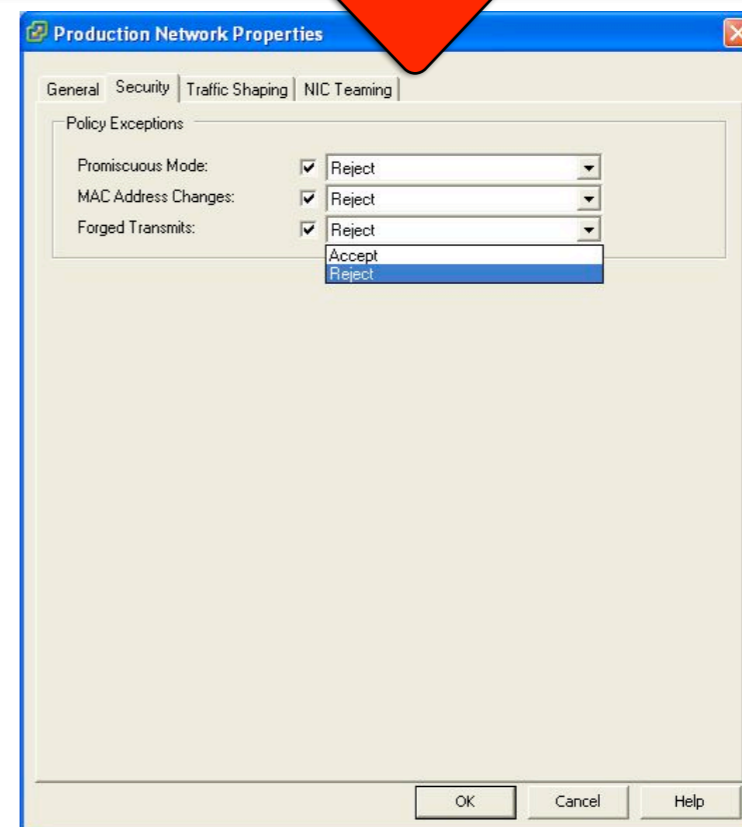 Production Network Properties
General Security Traffic Shaping NIC Teaming
Policy Exceptions
Promiscuous Mode: Reject
MAC Address Changes: Reject
Forged Transmits: Reject
Accept
Reject
OK Cancel Help